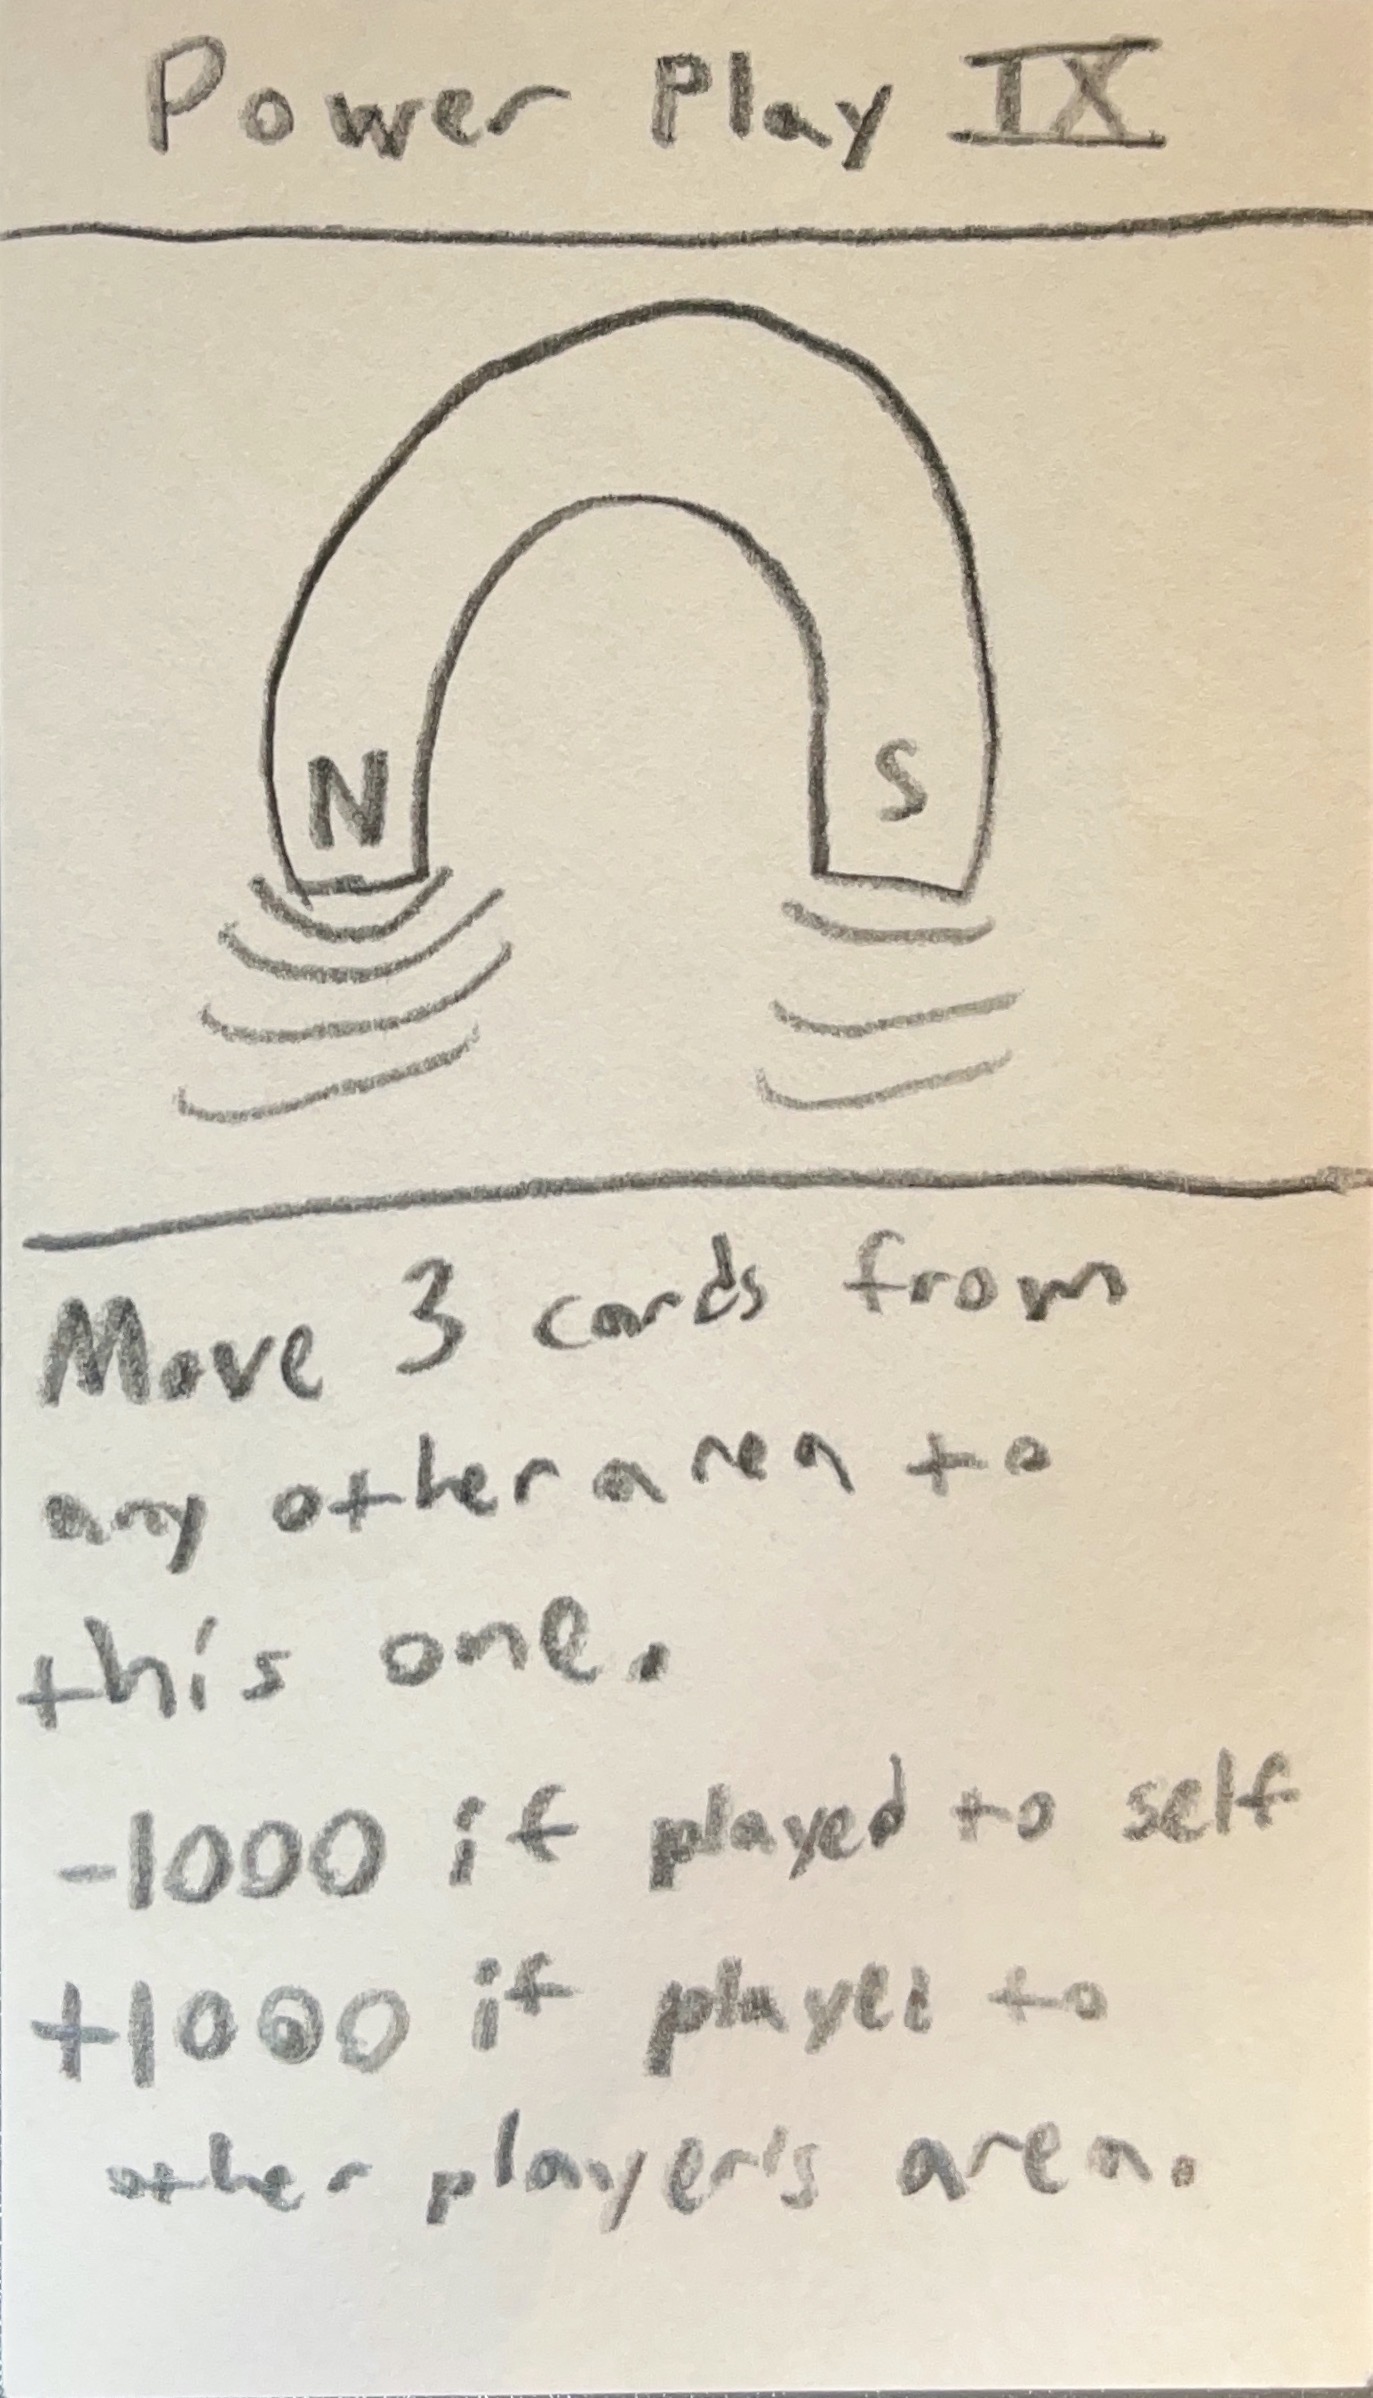 Power Play IX
N S
Move 3 cards from
any other area to
this one.
-1000 if played to self
+1000 if played to
other player's area.